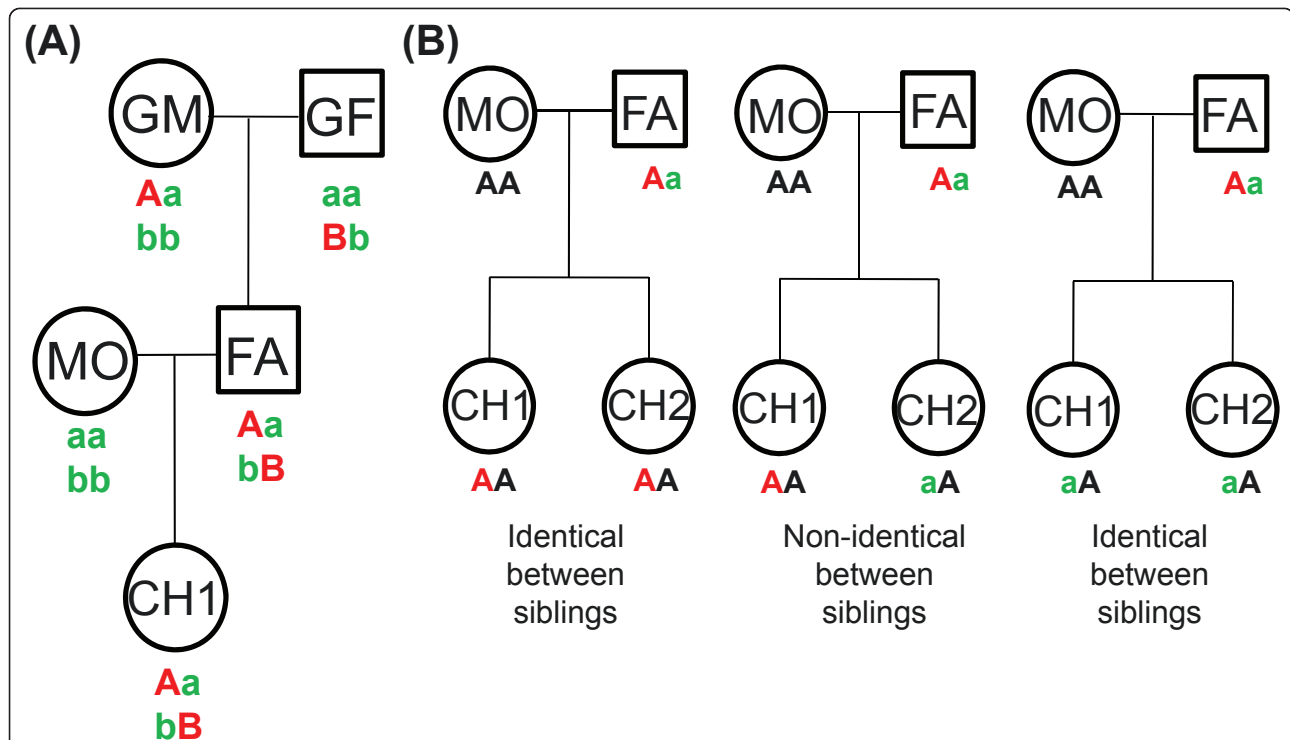 (A)
GM GF
Aa aa
bb Bb
MO FA
aa Aa
bb bB
CH1
Aa
bB
(B)
MO FA MO FA MO FA
AA Aa AA Aa AA Aa
CH1 CH2 CH1 CH2 CH1 CH2
AA AA AA aA aA aA
Identical
between
siblings
Non-identical
between
siblings
Identical
between
siblings